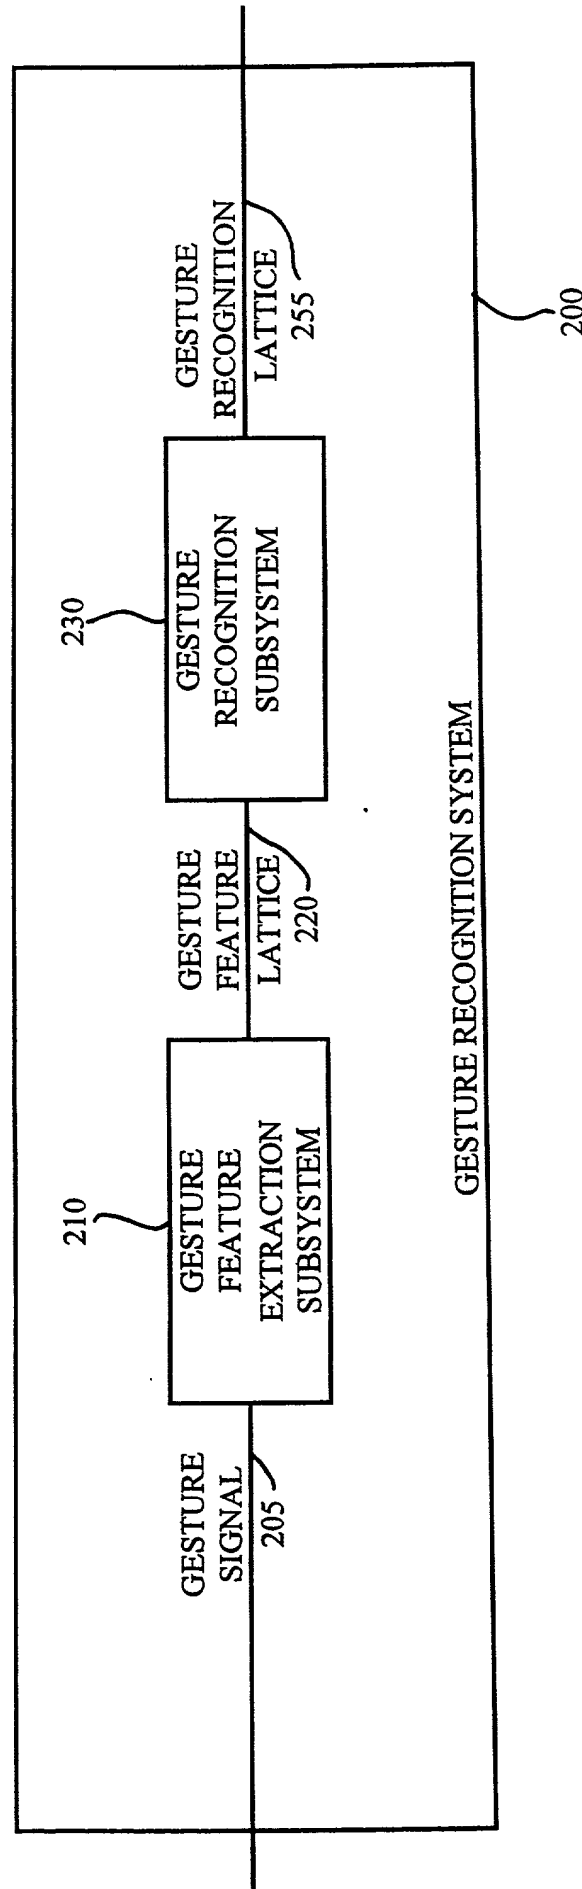 GESTURE
SIGNAL
205
210
GESTURE
FEATURE
EXTRACTION
SUBSYSTEM
GESTURE
FEATURE
LATTICE
220
230
GESTURE
RECOGNITION
SUBSYSTEM
GESTURE
RECOGNITION
LATTICE
255
GESTURE RECOGNITION SYSTEM
200